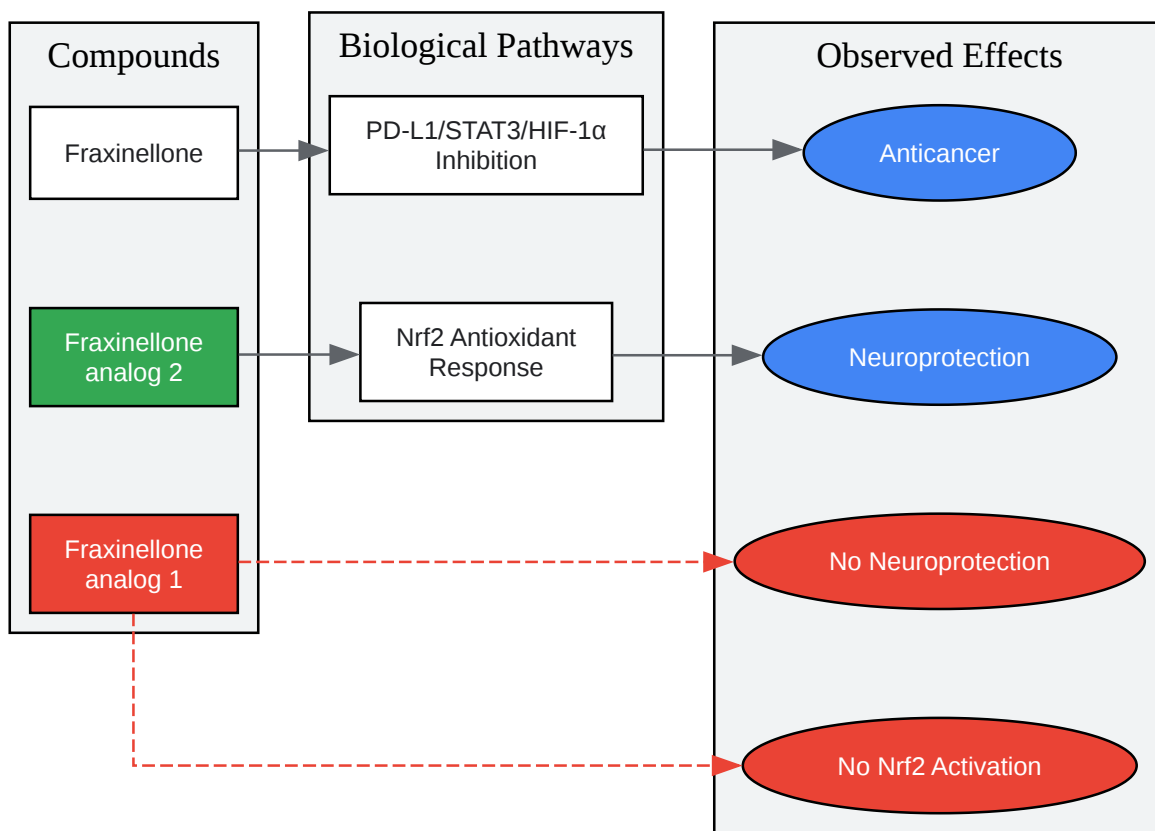 Compounds
Biological Pathways
Observed Effects
Fraxinellone
PD-L1/STAT3/HIF-1α
Inhibition
Anticancer
Fraxinellone
analog 2
Nrf2 Antioxidant
Response
Neuroprotection
Fraxinellone
analog 1
No Neuroprotection
No Nrf2 Activation